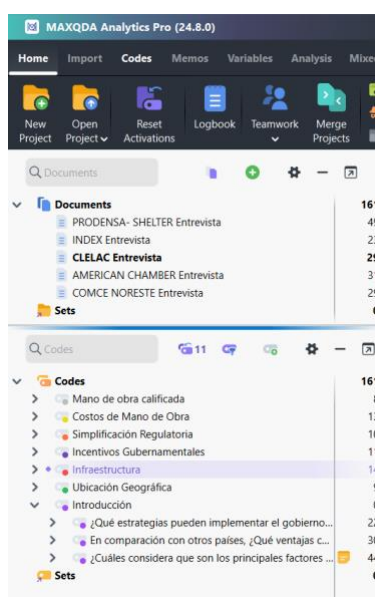 MAXQDA Analytics Pro (24.8.0)
Home Import Codes Memos Variables Analysis Mixed
New Project
Open Project
Reset Activations
Logbook
Teamwork
Merge Projects
Documents
Documents 161
PRODENSA- SHELTER Entrevista
INDEX Entrevista
CLELAC Entrevista
AMERICAN CHAMBER Entrevista
COMCE NORESTE Entrevista
Sets
Codes 11
Codes 161
Mano de obra calificada
Costos de Mano de Obra
Simplificación Regulatoria
Incentivos Gubernamentales
Infraestructura
Ubicación Geográfica
Introducción
¿Qué estrategias pueden implementar el gobierno...
En comparación con otros países, ¿Qué ventajas c...
¿Cuáles considera que son los principales factores ...
Sets